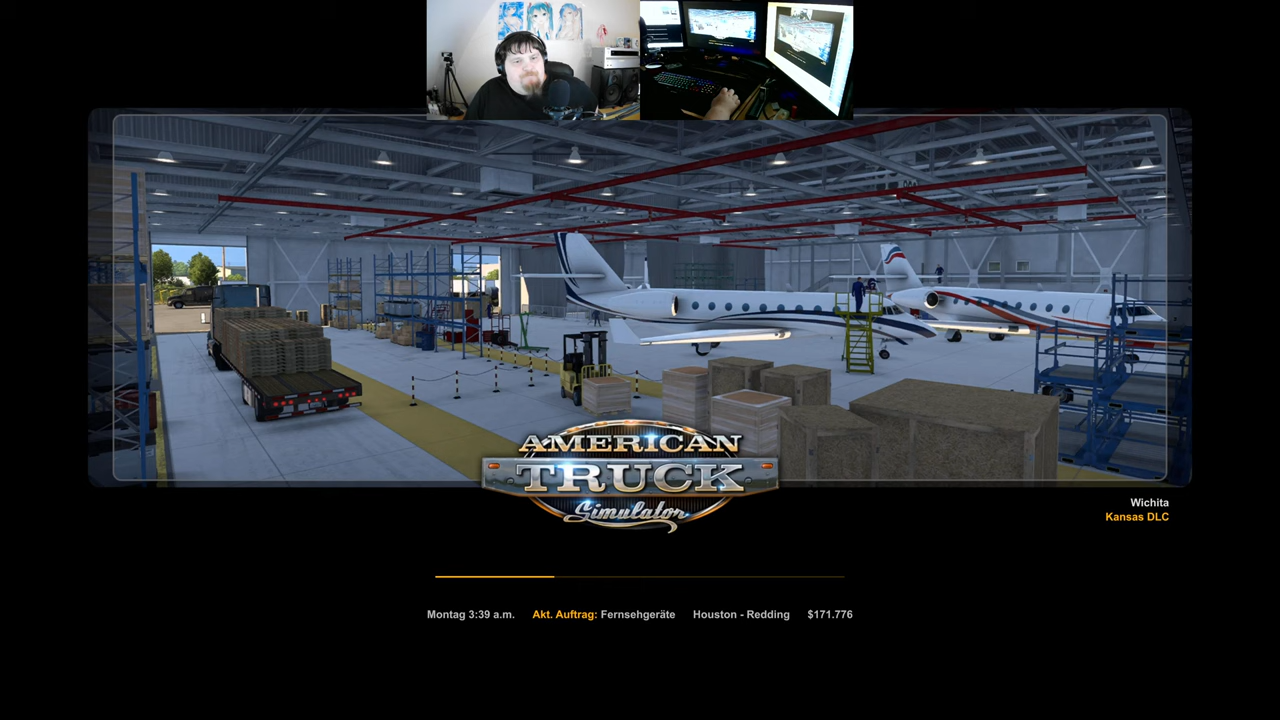 AMERICAN
TRUCK
Simulator
Wichita
Kansas DLC
Montag 3:39 a.m. Akt. Auftrag: Fernsehgeräte Houston - Redding $171.776